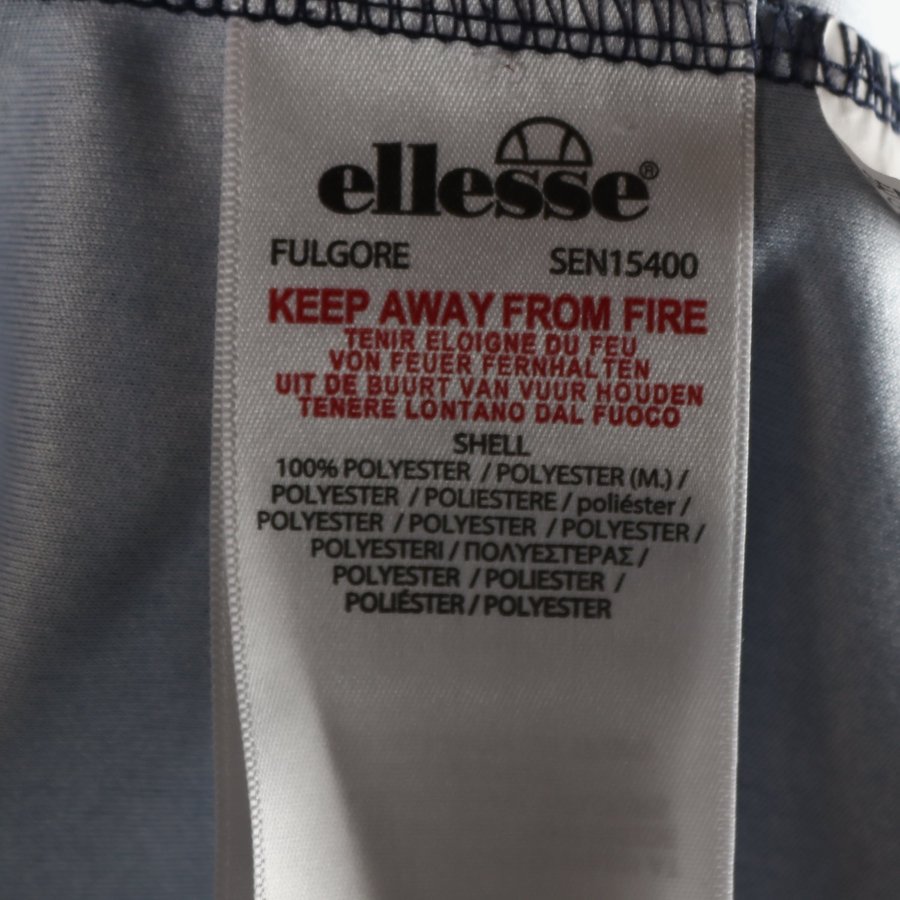 ellesse®
FULGORE SEN15400
KEEP AWAY FROM FIRE
TENIR ELOIGNE DU FEU
VON FEUER FERNHALTEN
UIT DE BUURT VAN VUUR HOUDEN
TENERE LONTANO DAL FUOCO
SHELL
100% POLYESTER / POLYESTER (M.) /
POLYESTER / POLIESTERE / poliéster /
POLYESTER / POLYESTER / POLYESTER /
POLYESTERI / ΠΟΛΥΕΣΤΕΡΑΣ /
POLYESTER / POLIESTER /
POLIÉSTER / POLYESTER